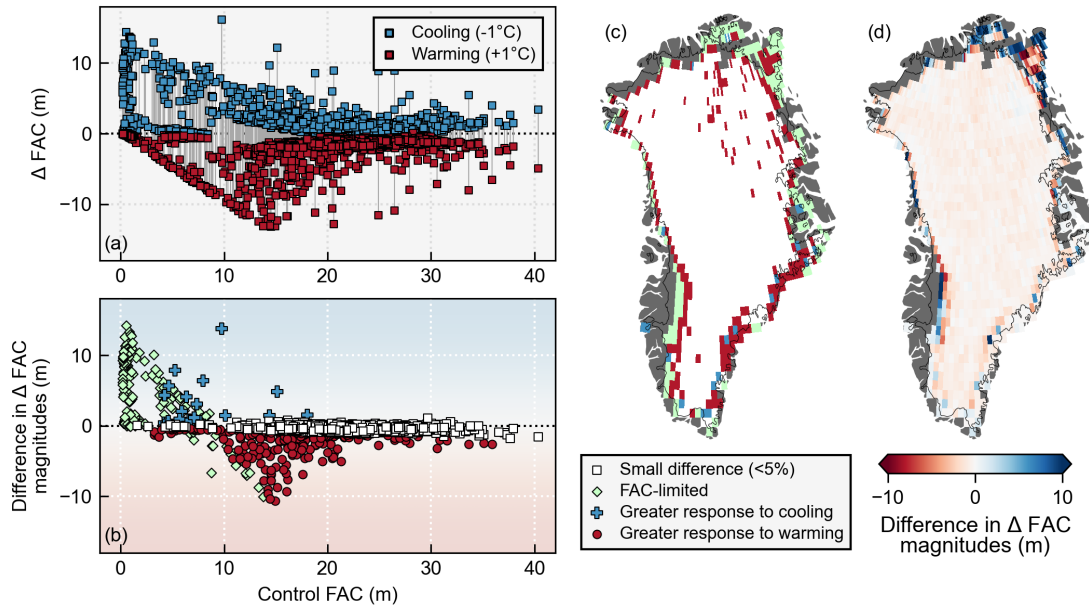 Cooling (-1°C)
Warming (+1°C)
Δ FAC (m)
10
0
−10
0
10
20
30
40
(a)
Difference in Δ FAC
magnitudes (m)
10
0
−10
(b)
0
10
20
30
40
Control FAC (m)
(c)
(d)
Small difference (<5%)
FAC-limited
Greater response to cooling
Greater response to warming
−10
0
10
Difference in Δ FAC
magnitudes (m)